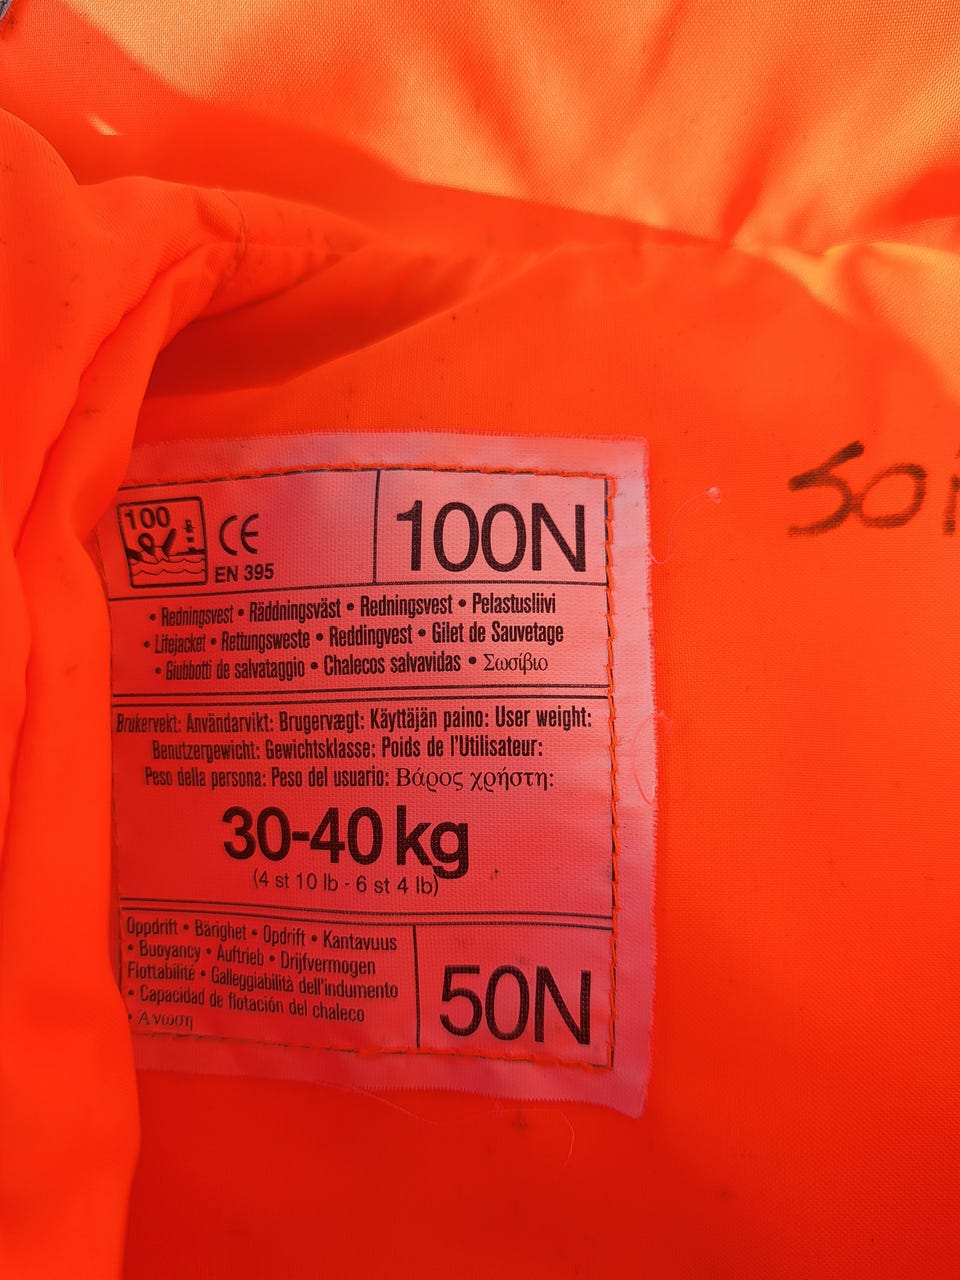 100
CE
EN 395
100N
• Redningsvest • Räddningsväst • Redningsvest • Pelastusliivi
• Lifejacket • Rettungsweste • Reddingvest • Gilet de Sauvetage
• Giubbotti de salvataggio • Chalecos salvavidas • Σωσίβιο
Brukervekt: Användarvikt: Brugervægt: Käyttäjän paino: User weight:
Benutzergewicht: Gewichtsklasse: Poids de l'Utilisateur:
Peso della persona: Peso del usuario: Βάρος χρήστη:
30-40 kg
(4 st 10 lb - 6 st 4 lb)
Oppdrift • Bärighet • Opdrift • Kantavuus
• Buoyancy • Auftrieb • Drijfvermogen
Flottabilité • Galleggiabilità dell'indumento
• Capacidad de flotación del chaleco
• Άνωση
50N